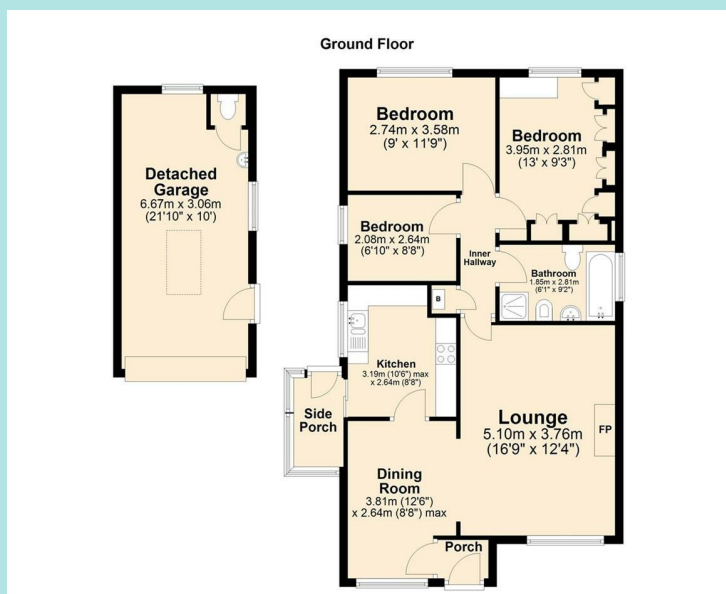 Ground Floor
Detached
Garage
6.67m x 3.06m
(21'10" x 10')
Bedroom
2.74m x 3.58m
(9' x 11'9")
Bedroom
3.95m x 2.81m
(13' x 9'3")
Bedroom
2.08m x 2.64m
(6'10" x 8'8")
Inner
Hallway
Bathroom
1.85m x 2.81m
(6'1" x 9'2")
B
Kitchen
3.19m (10'6") max
x 2.64m (8'8")
Side
Porch
Lounge
5.10m x 3.76m
(16'9" x 12'4")
FP
Dining
Room
3.81m (12'6")
x 2.64m (8'8") max
Porch